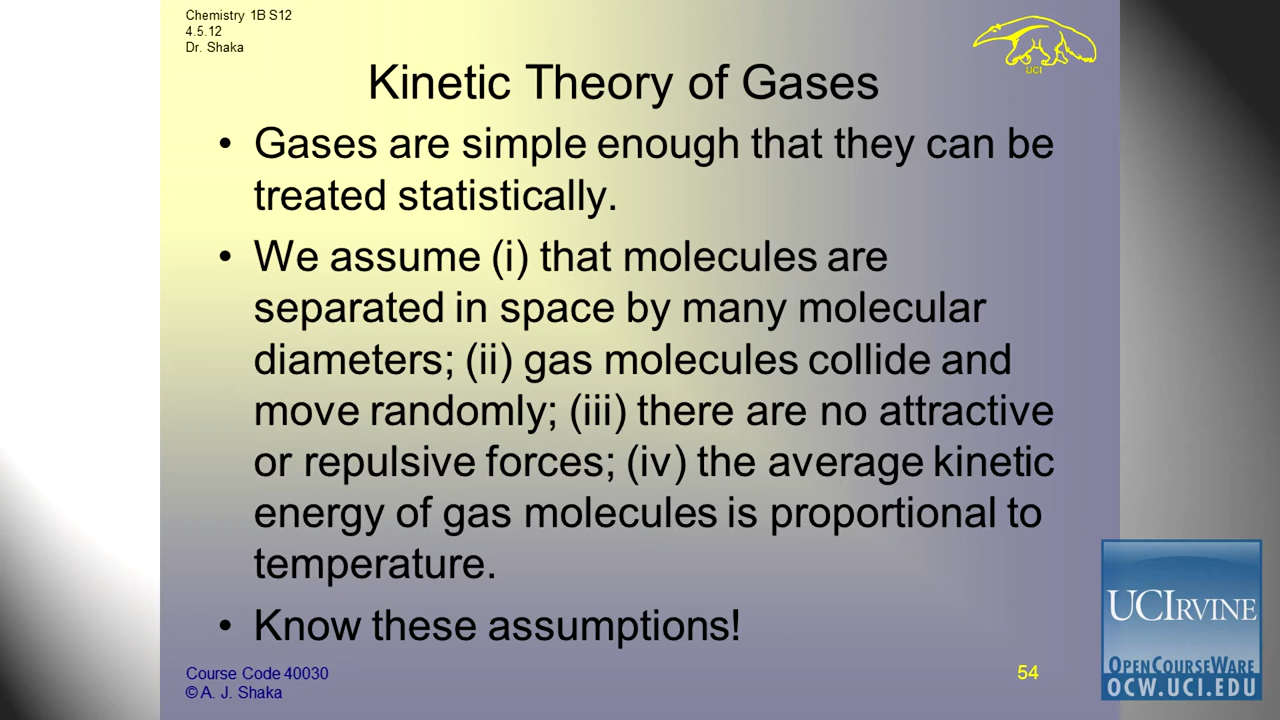 Chemistry 1B S12
4.5.12
Dr. Shaka
UCI
Kinetic Theory of Gases
• Gases are simple enough that they can be
treated statistically.
• We assume (i) that molecules are
separated in space by many molecular
diameters; (ii) gas molecules collide and
move randomly; (iii) there are no attractive
or repulsive forces; (iv) the average kinetic
energy of gas molecules is proportional to
temperature.
• Know these assumptions!
Course Code 40030
© A. J. Shaka
54
UCIRVINE
OPENCOURSEWARE
OCW.UCI.EDU